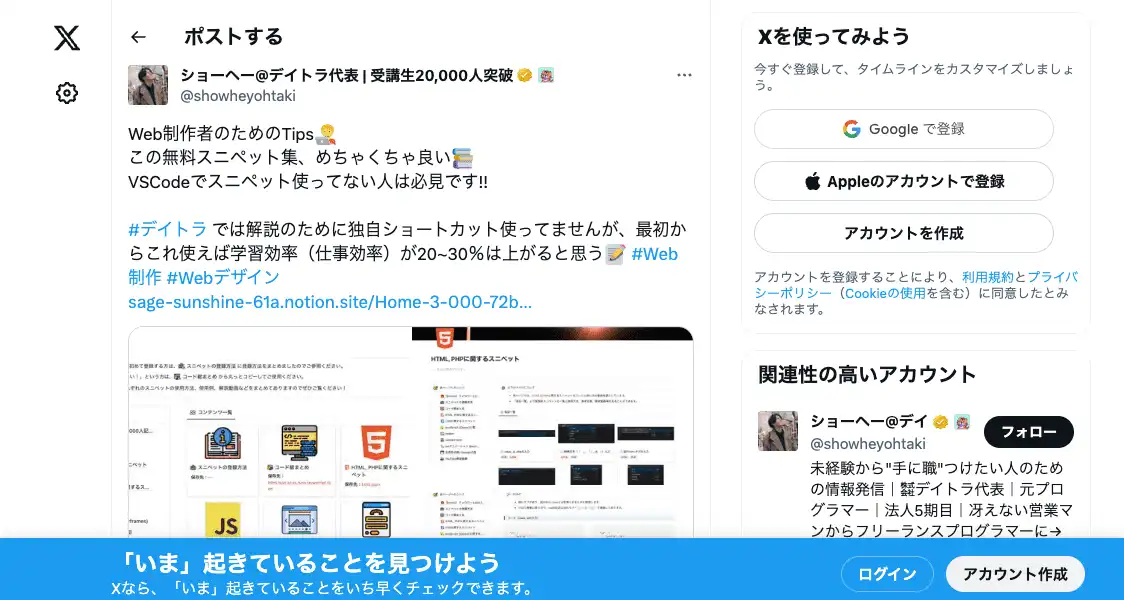 ポストする
ショーヘー@デイトラ代表 | 受講生20,000人突破
@showheyohtaki
Web制作者のためのTips
この無料スニペット集、めちゃくちゃ良い
VSCodeでスニペット使ってない人は必見です!!
#デイトラ では解説のために独自ショートカット使ってませんが、最初か
らこれ使えば学習効率（仕事効率）が20~30%は上がると思う #Web
制作 #Webデザイン
sage-sunshine-61a.notion.site/Home-3-000-72b…
コンテンツ一覧
スニペットの登録方法
コード総まとめ
HTML, PHPに関するスニペット
JS
Xを使ってみよう
今すぐ登録して、タイムラインをカスタマイズしましょ
う。
Google で登録
Appleのアカウントで登録
アカウントを作成
アカウントを登録することにより、利用規約とプライバ
シーポリシー（Cookieの使用を含む）に同意したとみ
なされます。
関連性の高いアカウント
ショーヘー@デイ
@showheyohtaki
フォロー
未経験から"手に職"つけたい人のため
の情報発信｜㍿デイトラ代表｜元プロ
グラマー｜法人5期目｜冴えない営業マ
ンからフリーランスプログラマーに→
「いま」起きていることを見つけよう
Xなら、「いま」起きていることをいち早くチェックできます。
ログイン
アカウント作成